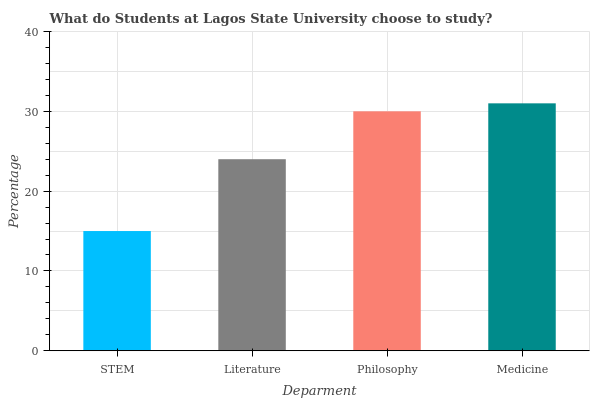 What do Students at Lagos State University choose to study?
40
30
20
10
0
Percentage
STEM Literature Philosophy Medicine
Deparment